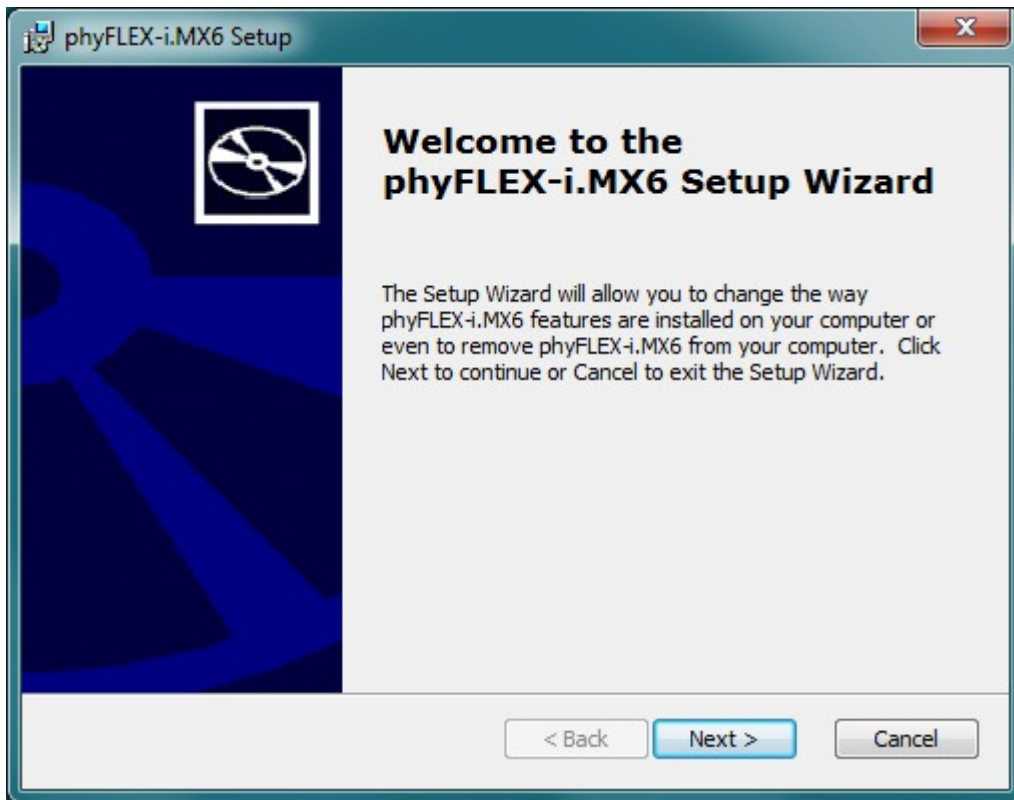 phyFLEX-i.MX6 Setup
Welcome to the
phyFLEX-i.MX6 Setup Wizard
The Setup Wizard will allow you to change the way
phyFLEX-i.MX6 features are installed on your computer or
even to remove phyFLEX-i.MX6 from your computer.  Click
Next to continue or Cancel to exit the Setup Wizard.
< Back
Next >
Cancel